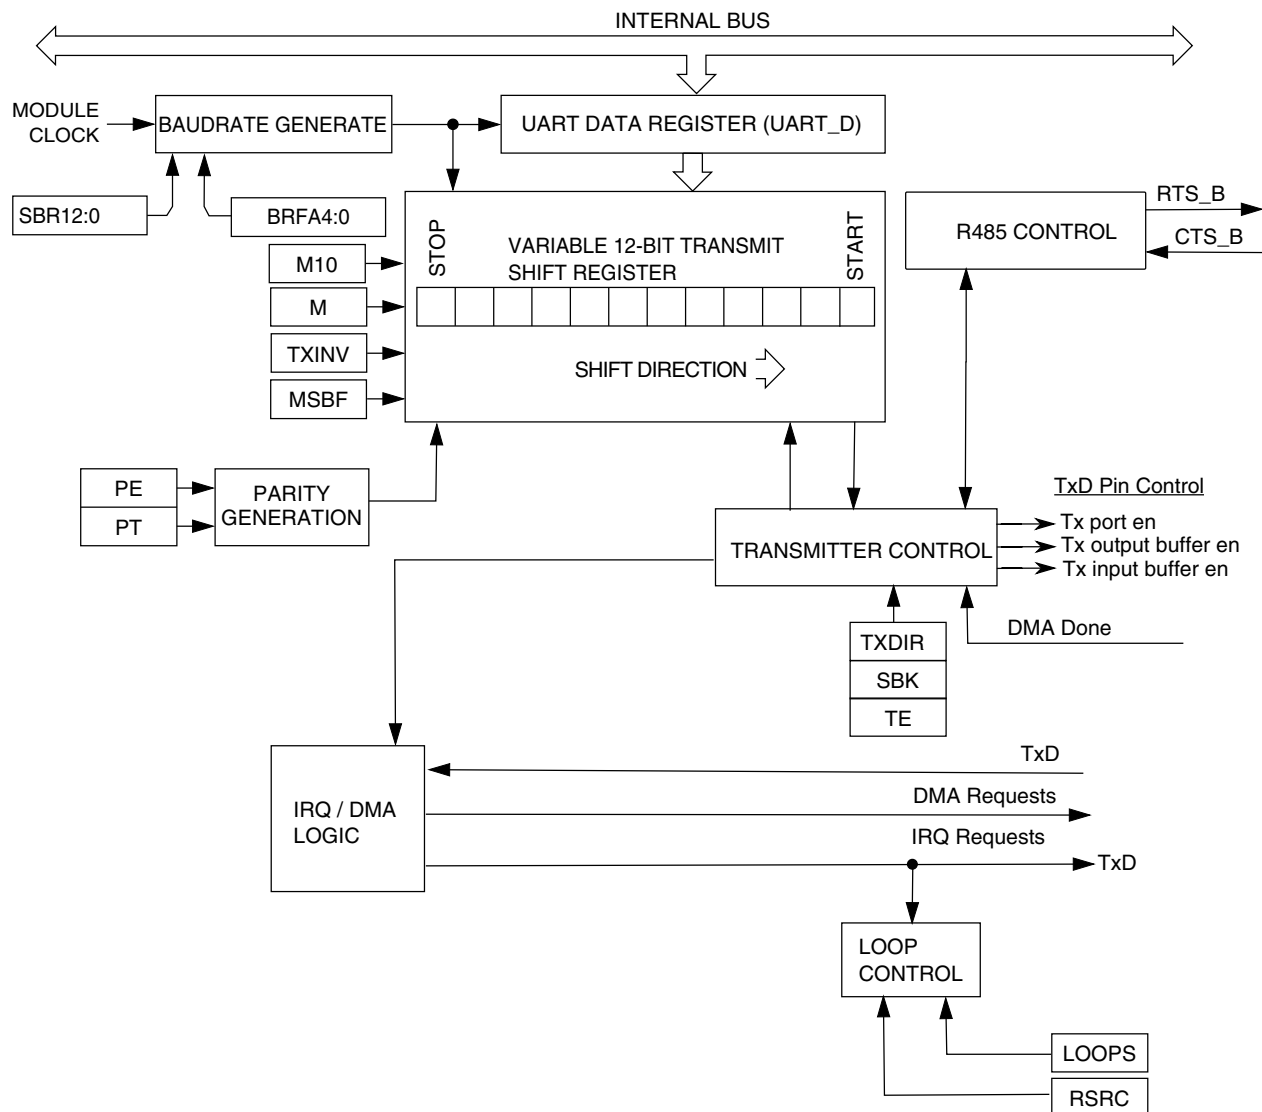 INTERNAL BUS
MODULE
CLOCK
BAUDRATE GENERATE
UART DATA REGISTER (UART_D)
SBR12:0
BRFA4:0
RTS_B
R485 CONTROL
CTS_B
STOP
VARIABLE 12-BIT TRANSMIT
SHIFT REGISTER
START
M10
M
TXINV
SHIFT DIRECTION
MSBF
PE
PT
PARITY
GENERATION
TxD Pin Control
Tx port en
Tx output buffer en
Tx input buffer en
TRANSMITTER CONTROL
DMA Done
TXDIR
SBK
TE
IRQ / DMA
LOGIC
TxD
DMA Requests
IRQ Requests
TxD
LOOP
CONTROL
LOOPS
RSRC